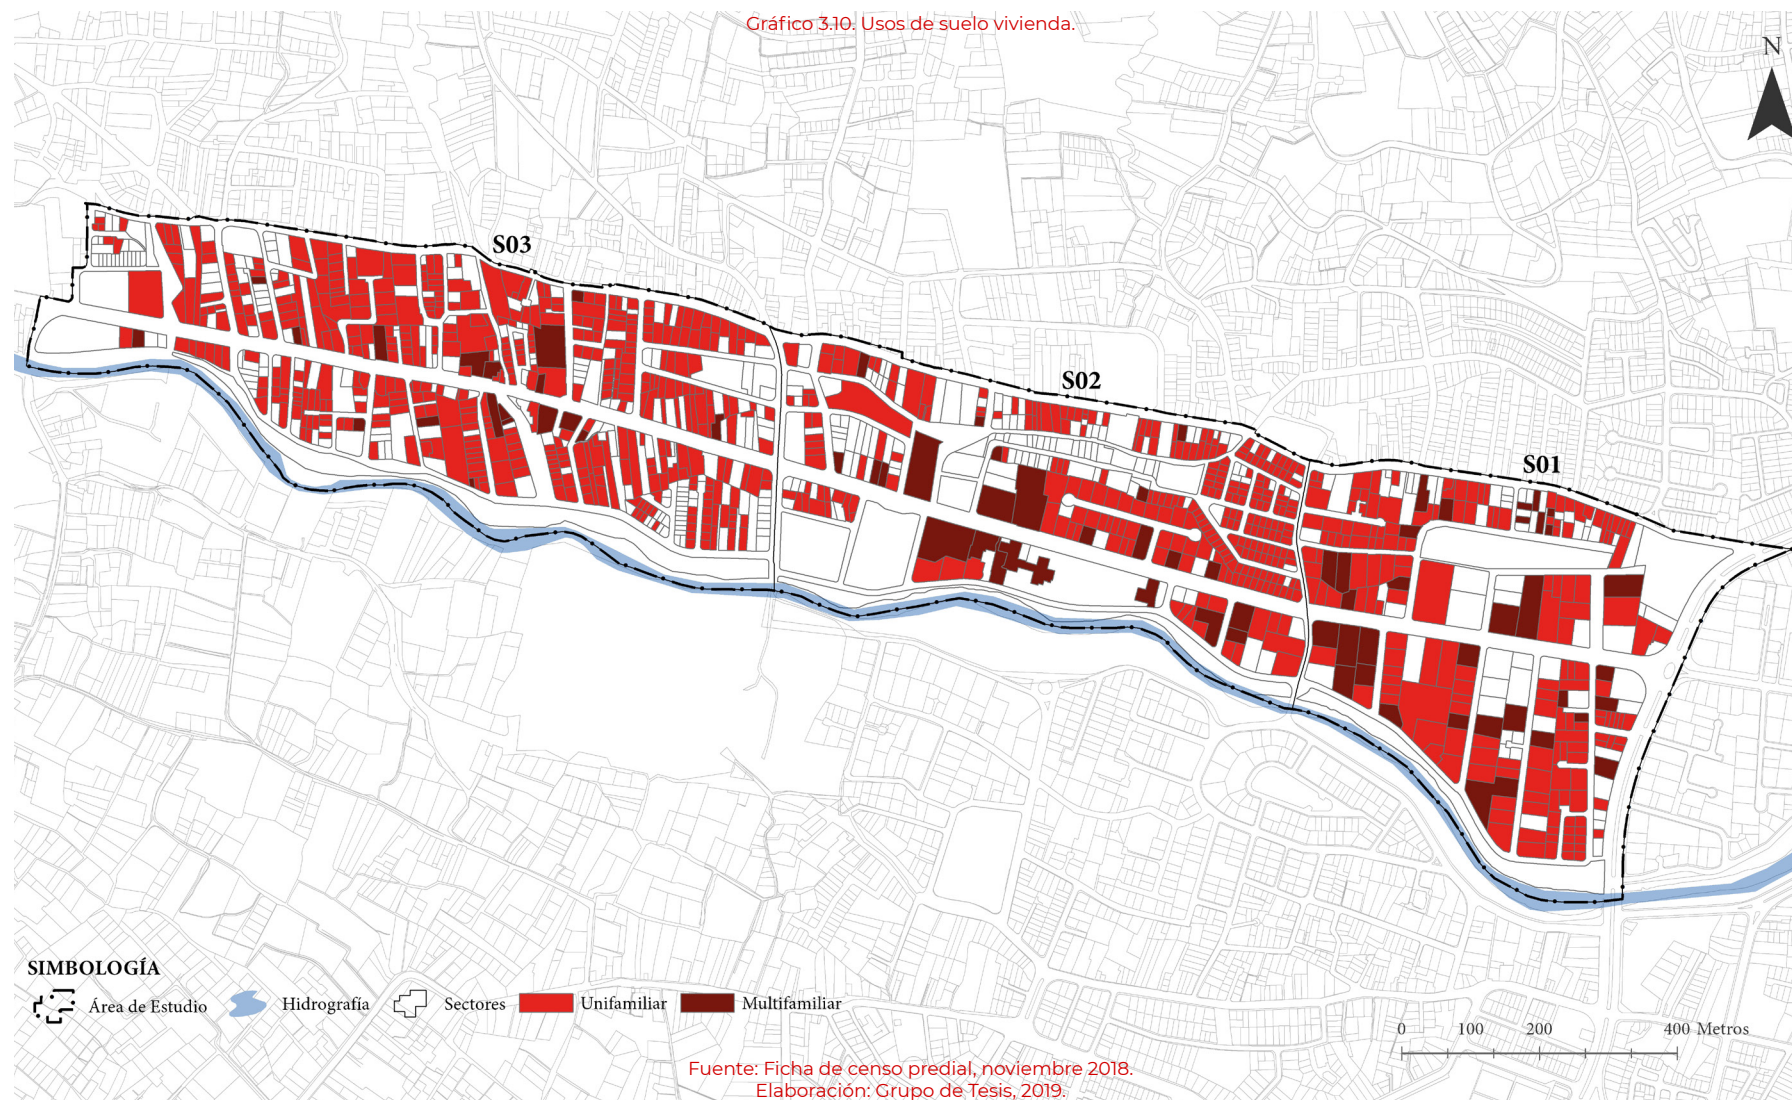 Gráfico 3.10. Usos de suelo vivienda.
N
S03
S02
S01
SIMBOLOGÍA
Área de Estudio
Hidrografía
Sectores
Unifamiliar
Multifamiliar
0 100 200 400 Metros
Fuente: Ficha de censo predial, noviembre 2018.
Elaboración: Grupo de Tesis, 2019.